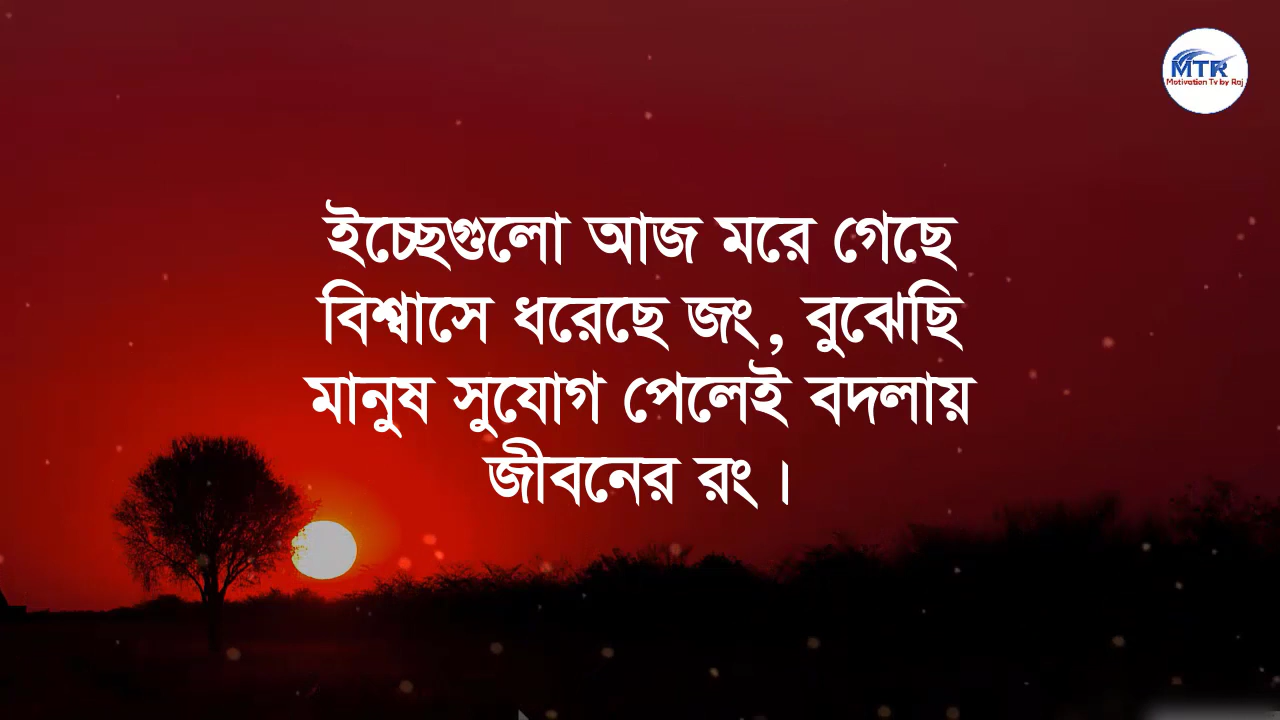 MTR
Motivation Tv by Raj
ইচ্ছেগুলো আজ মরে গেছে
বিশ্বাসে ধরেছে জং, বুঝেছি
মানুষ সুযোগ পেলেই বদলায়
জীবনের রং।